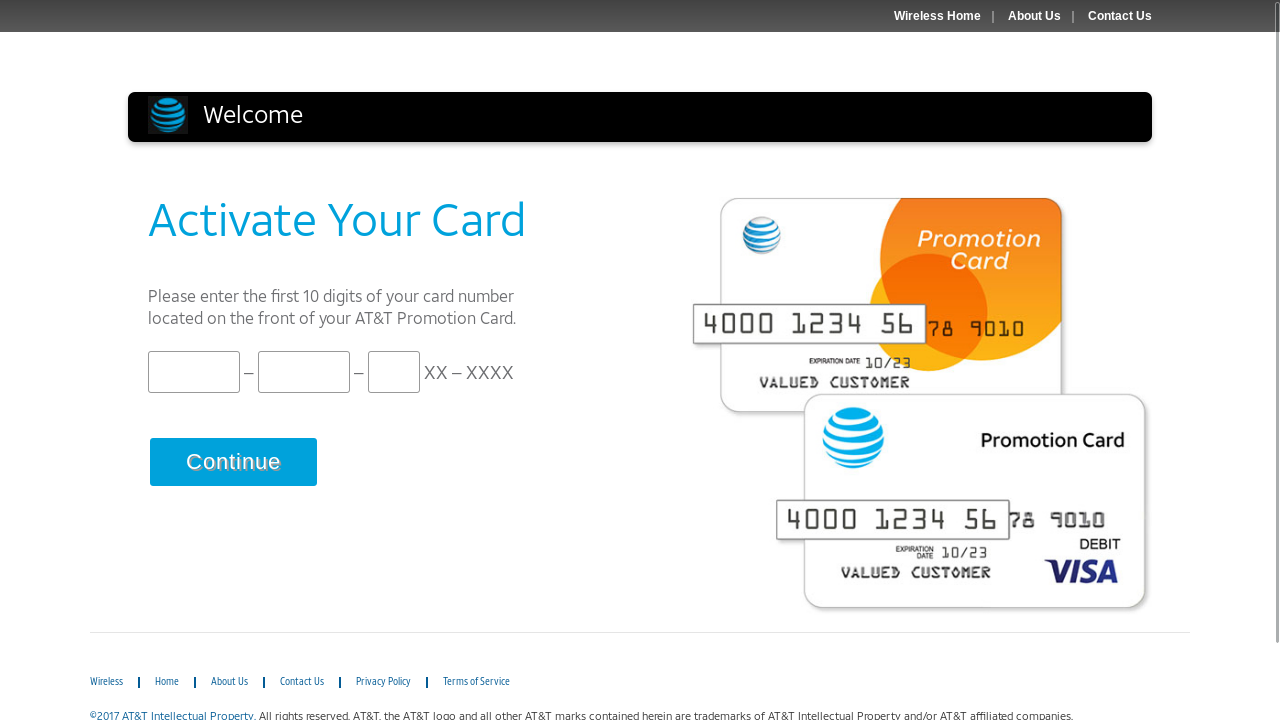 Wireless Home | About Us | Contact Us
Welcome
Activate Your Card
Please enter the first 10 digits of your card number
located on the front of your AT&T Promotion Card.
– – XX – XXXX
Continue
Promotion
Card
4000 1234 56 78 9010
EXPIRATION DATE 10/23
VALUED CUSTOMER
Promotion Card
4000 1234 56 78 9010
DEBIT
EXPIRATION
DATE 10/23
VALUED CUSTOMER
VISA
Wireless | Home | About Us | Contact Us | Privacy Policy | Terms of Service
©2017 AT&T Intellectual Property. All rights reserved. AT&T, the AT&T logo and all other AT&T marks contained herein are trademarks of AT&T Intellectual Property and/or AT&T affiliated companies.